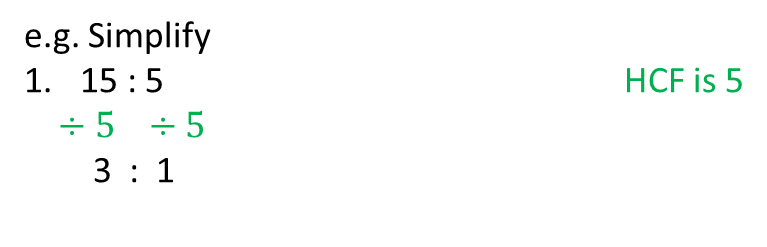 e.g. Simplify
1. 15 : 5 HCF is 5
÷ 5 ÷ 5
3 : 1